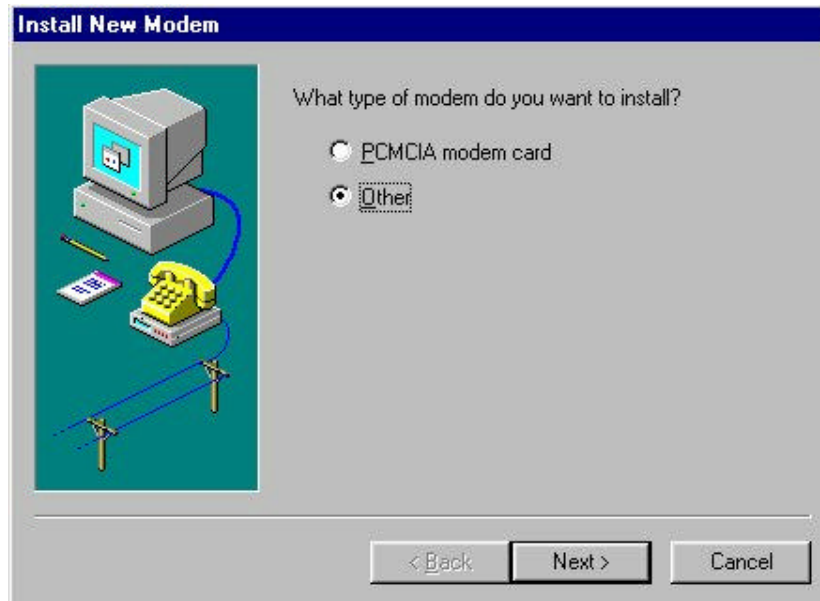 Install New Modem
What type of modem do you want to install?
PCMCIA modem card
Other
< Back
Next >
Cancel